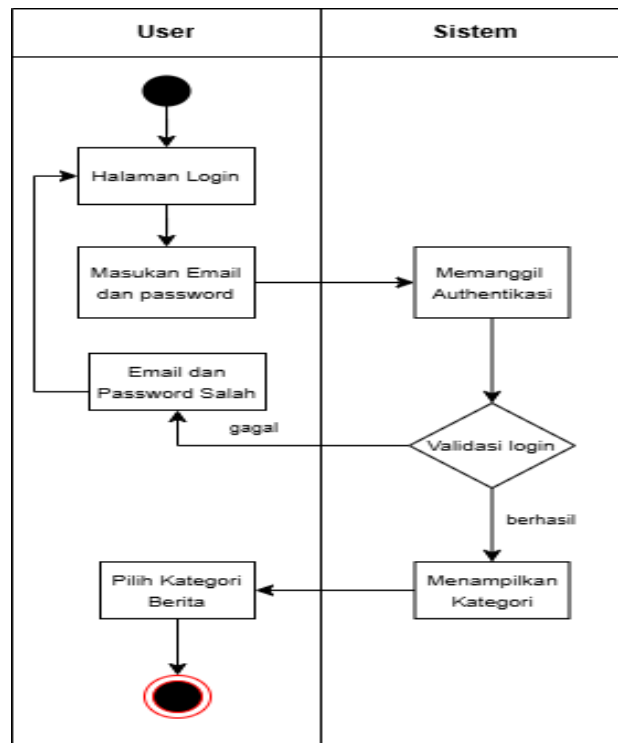 User
Sistem
Halaman Login
Masukan Email
dan password
Memanggil
Authentikasi
Email dan
Password Salah
gagal
Validasi login
berhasil
Pilih Kategori
Berita
Menampilkan
Kategori